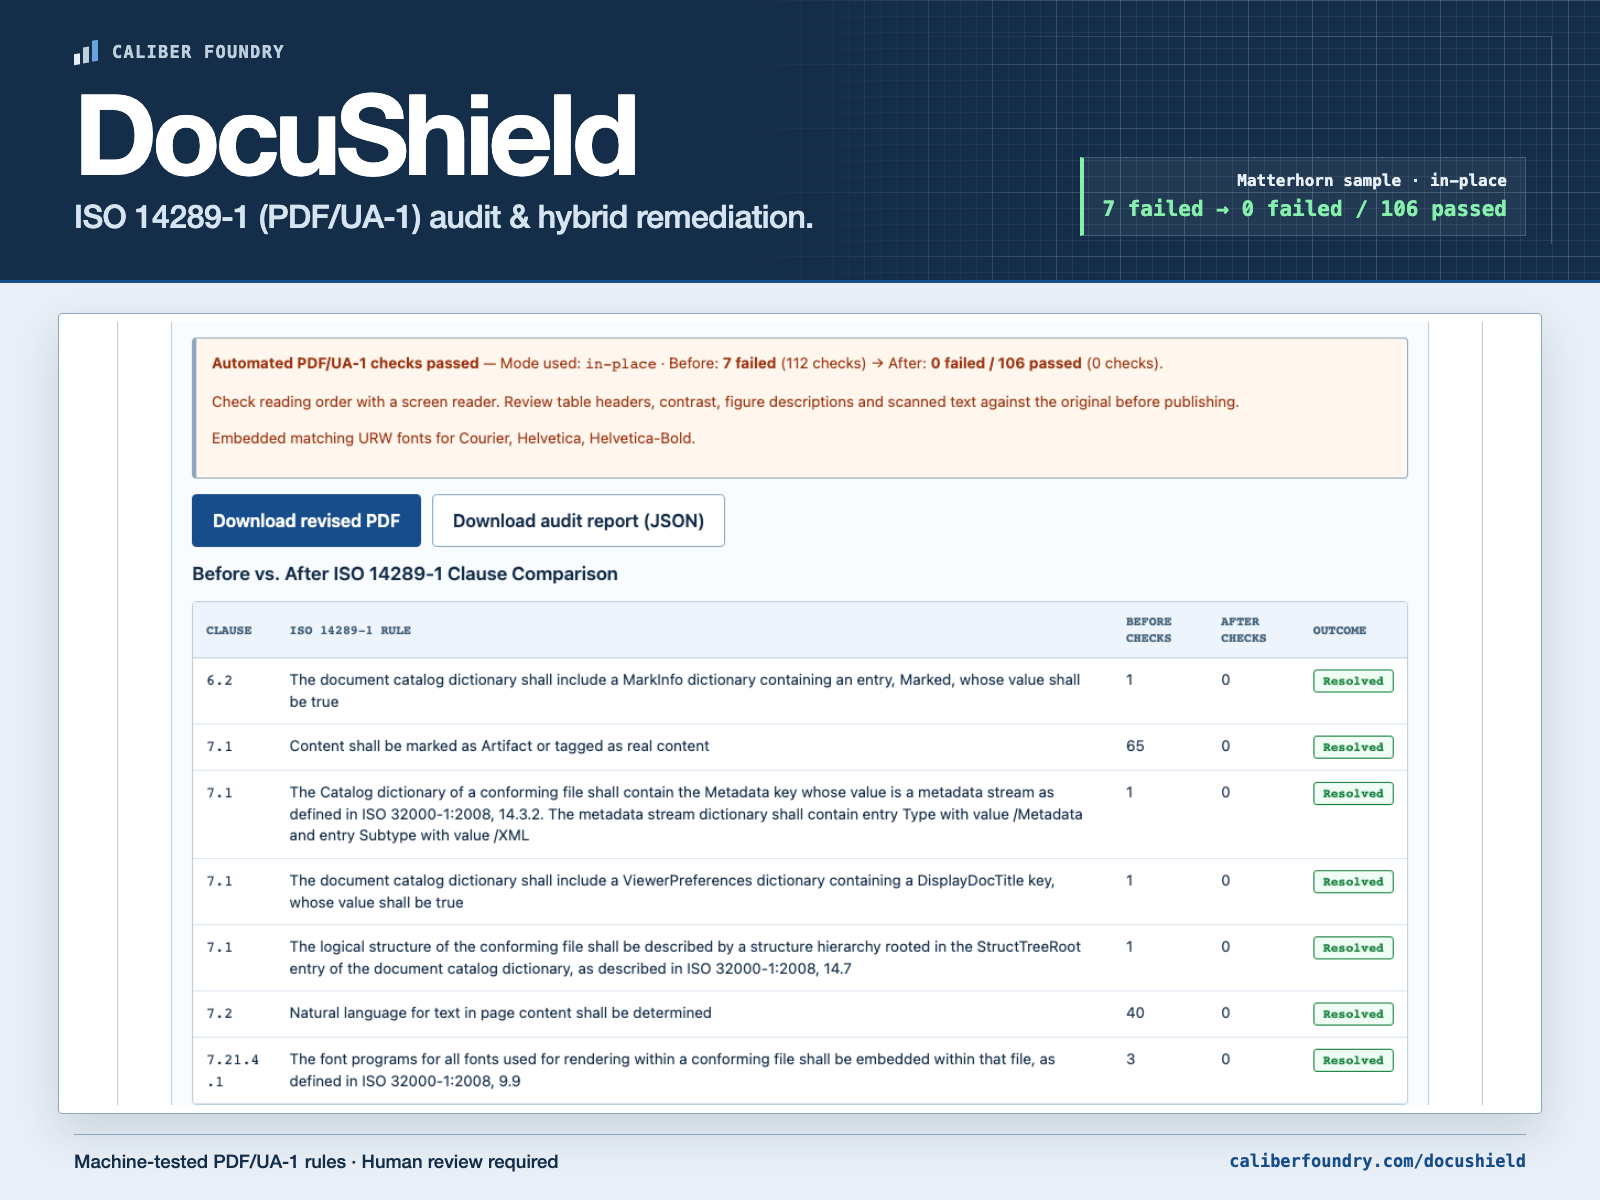 CALIBER FOUNDRY
DocuShield
ISO 14289-1 (PDF/UA-1) audit & hybrid remediation.
Matterhorn sample · in-place
7 failed → 0 failed / 106 passed
Automated PDF/UA-1 checks passed — Mode used: in-place · Before: 7 failed (112 checks) → After: 0 failed / 106 passed (0 checks).
Check reading order with a screen reader. Review table headers, contrast, figure descriptions and scanned text against the original before publishing.
Embedded matching URW fonts for Courier, Helvetica, Helvetica-Bold.
Download revised PDF
Download audit report (JSON)
Before vs. After ISO 14289-1 Clause Comparison
CLAUSE ISO 14289-1 RULE BEFORE CHECKS AFTER CHECKS OUTCOME
6.2 The document catalog dictionary shall include a MarkInfo dictionary containing an entry, Marked, whose value shall 1 0 Resolved
be true
7.1 Content shall be marked as Artifact or tagged as real content 65 0 Resolved
7.1 The Catalog dictionary of a conforming file shall contain the Metadata key whose value is a metadata stream as 1 0 Resolved
defined in ISO 32000-1:2008, 14.3.2. The metadata stream dictionary shall contain entry Type with value /Metadata
and entry Subtype with value /XML
7.1 The document catalog dictionary shall include a ViewerPreferences dictionary containing a DisplayDocTitle key, 1 0 Resolved
whose value shall be true
7.1 The logical structure of the conforming file shall be described by a structure hierarchy rooted in the StructTreeRoot 1 0 Resolved
entry of the document catalog dictionary, as described in ISO 32000-1:2008, 14.7
7.2 Natural language for text in page content shall be determined 40 0 Resolved
7.21.4 The font programs for all fonts used for rendering within a conforming file shall be embedded within that file, as 3 0 Resolved
.1 defined in ISO 32000-1:2008, 9.9
Machine-tested PDF/UA-1 rules · Human review required
caliberfoundry.com/docushield